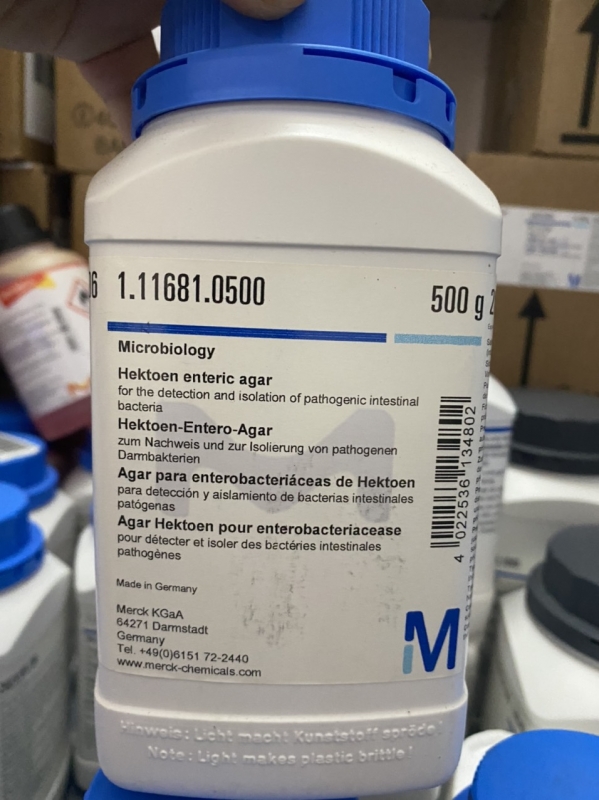 1.11681.0500
500 g
Microbiology
Hektoen enteric agar
for the detection and isolation of pathogenic intestinal
bacteria
Hektoen-Entero-Agar
zum Nachweis und zur Isolierung von pathogenen
Darmbakterien
Agar para enterobacteriáceas de Hektoen
para detección y aislamiento de bacterias intestinales
patógenas
Agar Hektoen pour enterobacteriacease
pour détecter et isoler des bactéries intestinales
pathogènes
Made in Germany
Merck KGaA
64271 Darmstadt
Germany
Tel. +49(0)6151 72-2440
www.merck-chemicals.com
4 022536 134802
M
Hinweis: Licht macht Kunststoff spröde!
Note: Light makes plastic brittle!